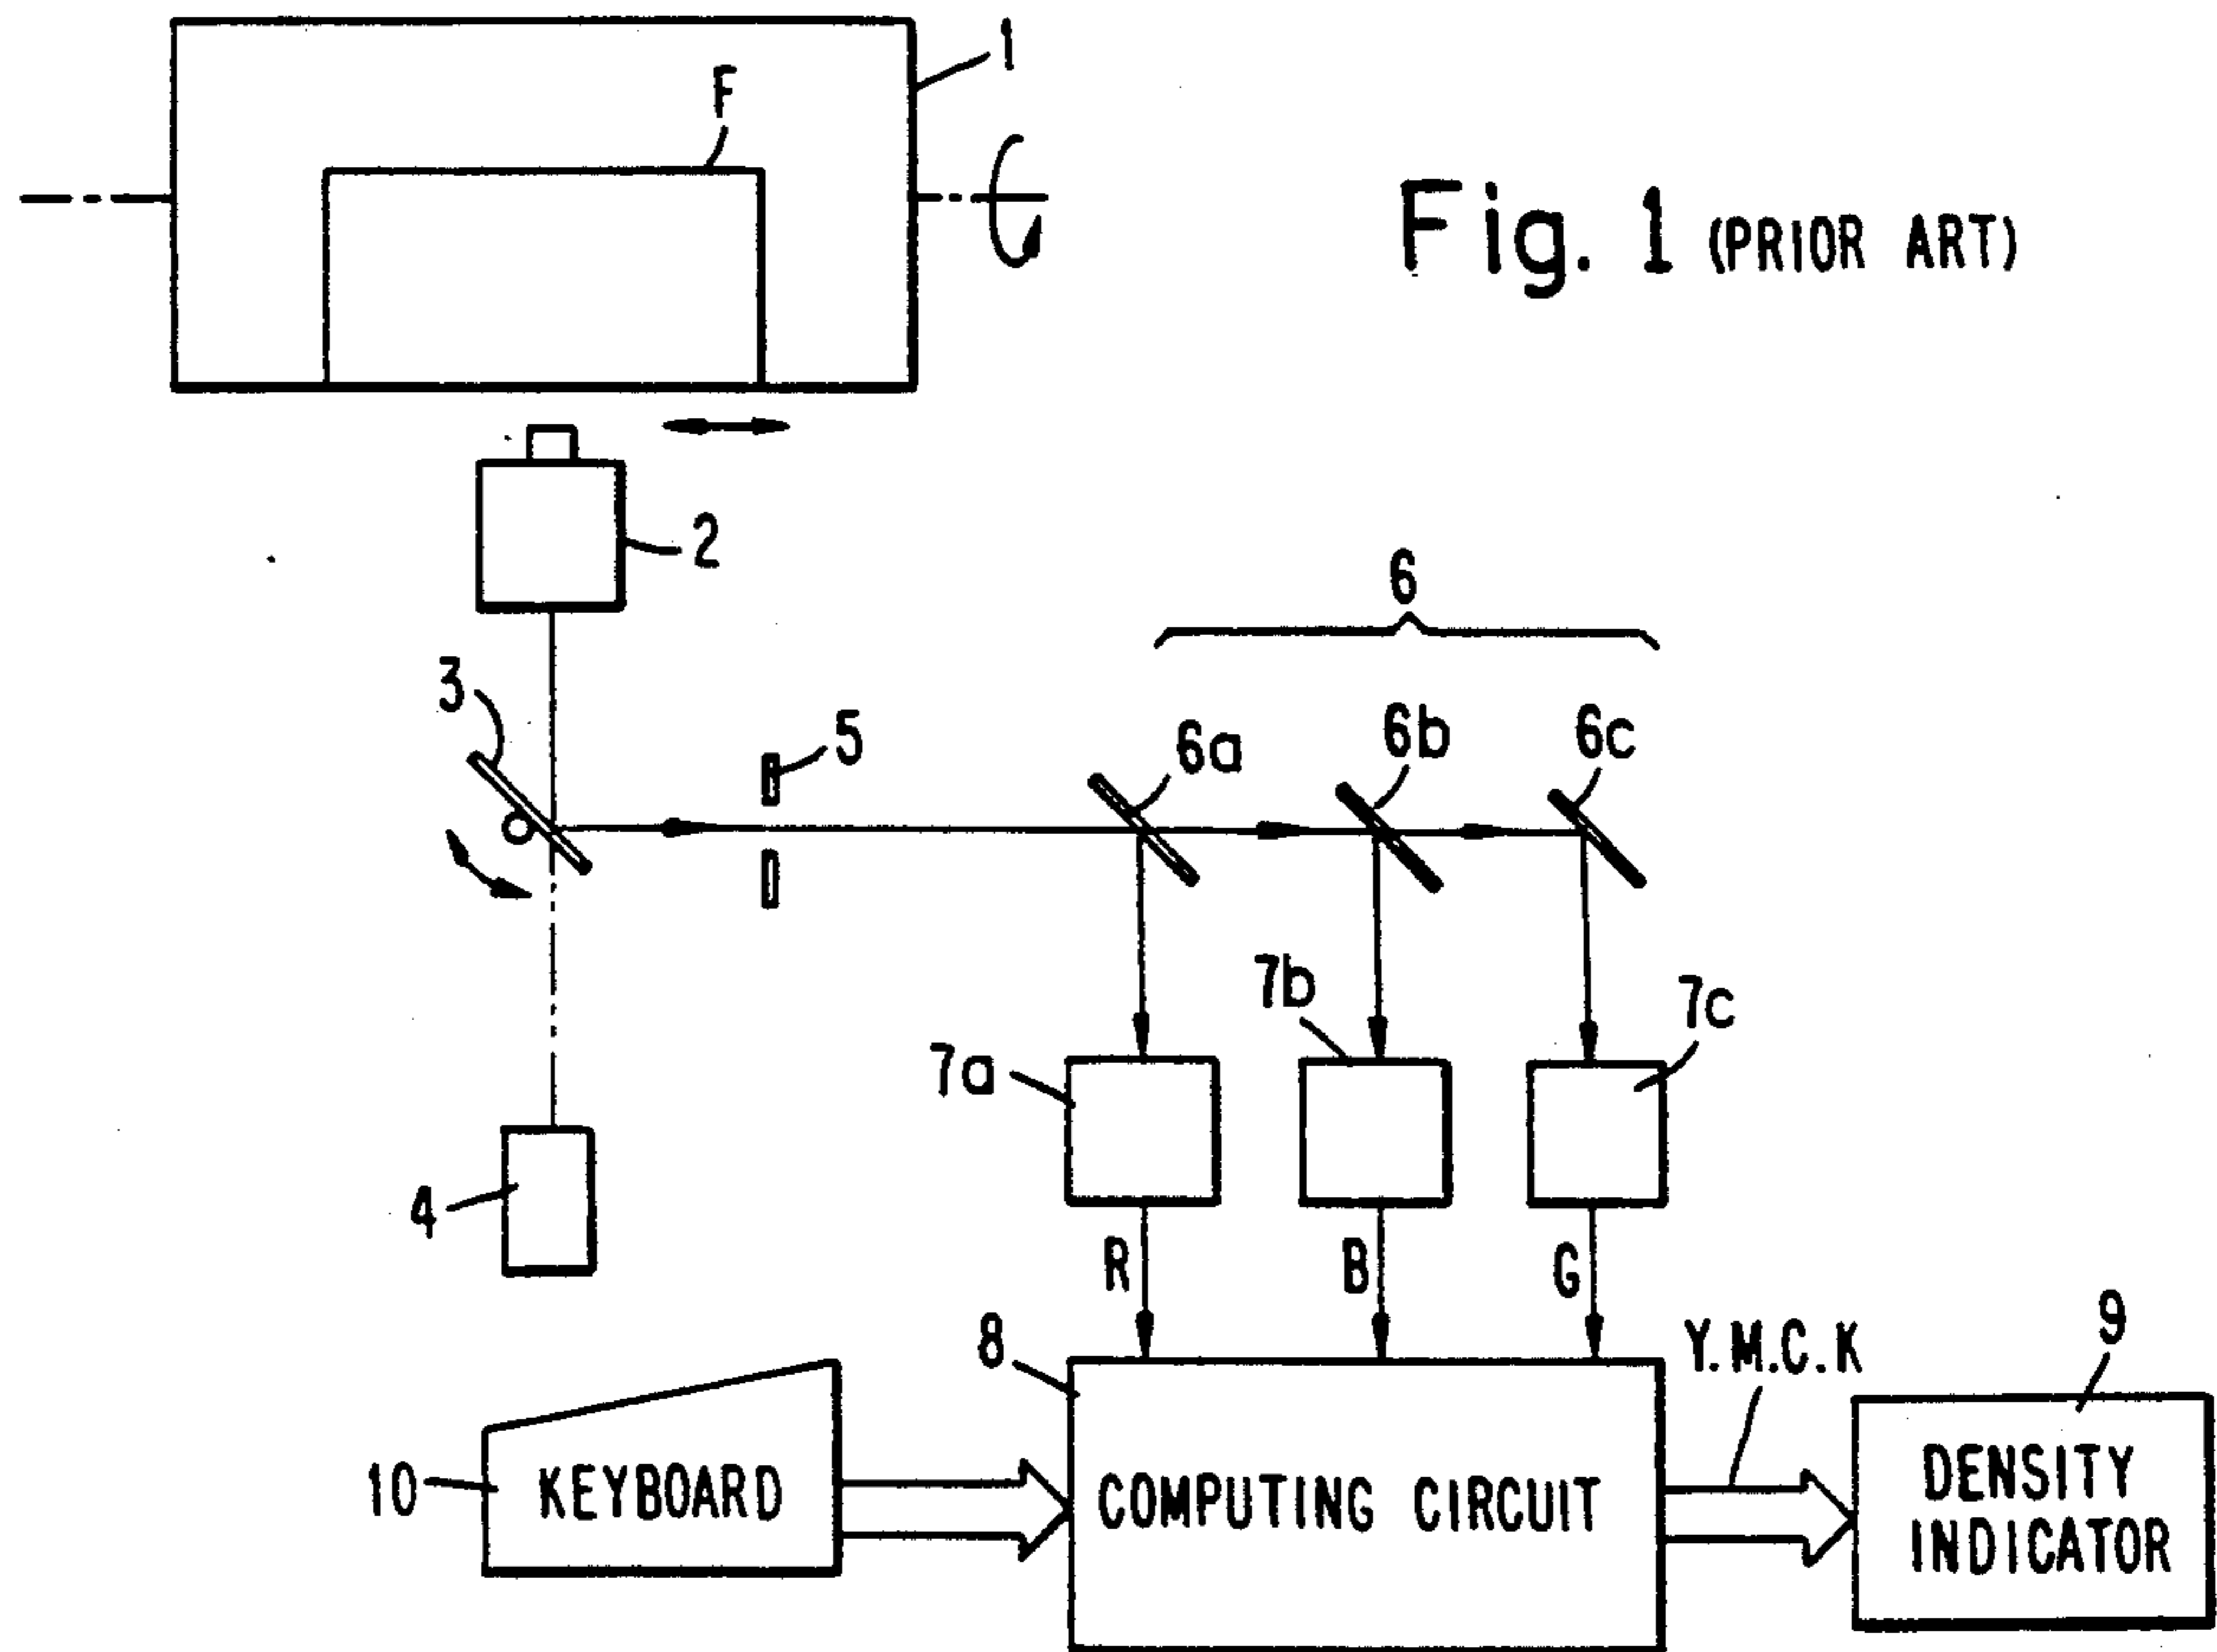 1
F
Fig. 1 (PRIOR ART)
2
6
3
5
6a
6b
6c
7a
7b
7c
4
R
B
G
8
Y.M.C.K
9
10
KEYBOARD
COMPUTING CIRCUIT
DENSITY
INDICATOR